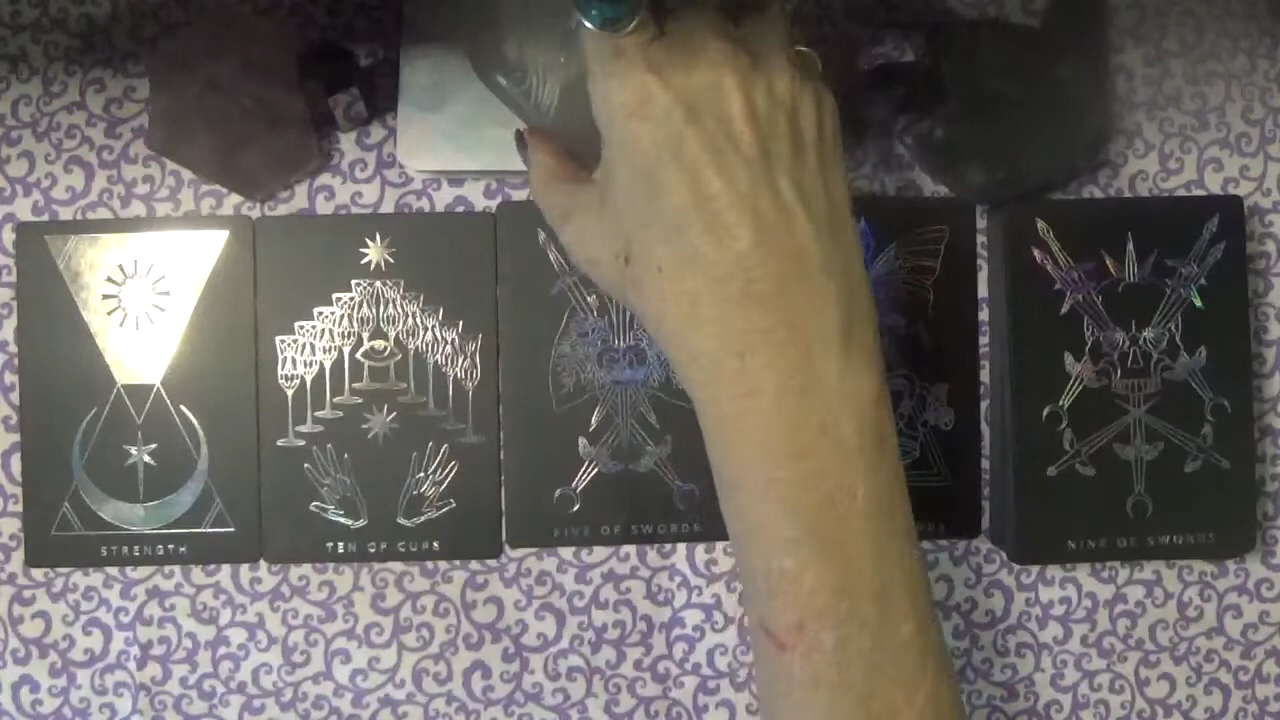 STRENGTH
TEN OF CUPS
FIVE OF SWORDS
NINE OF SWORDS